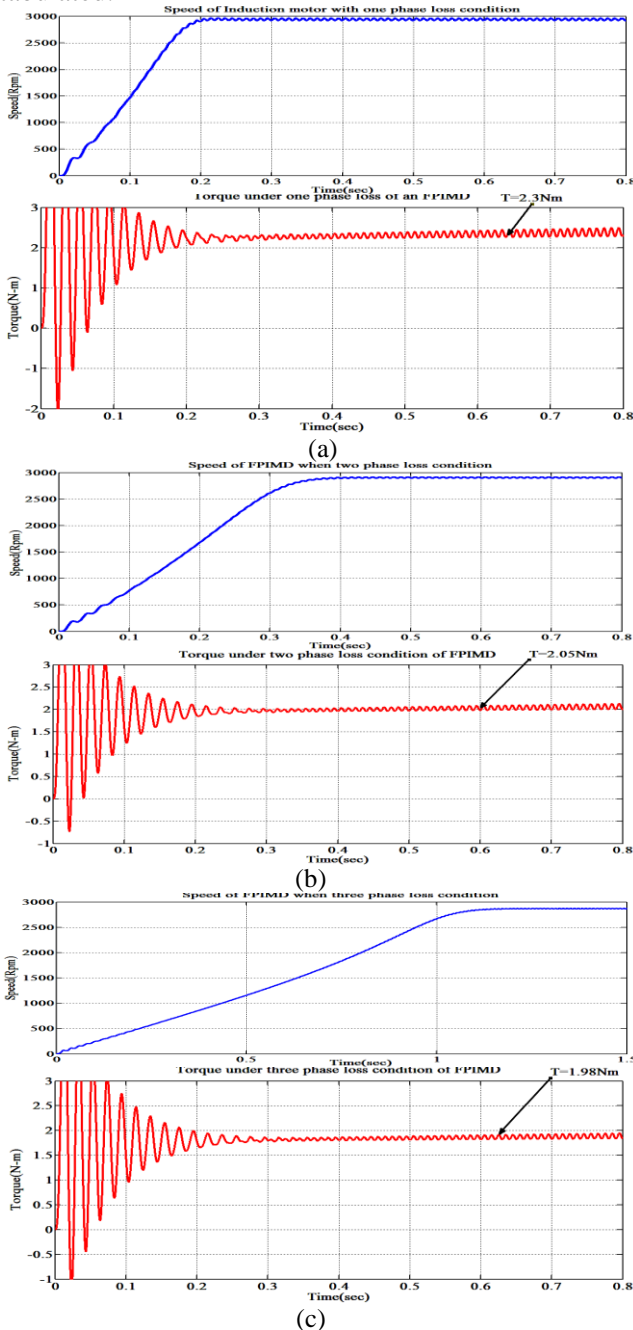 Speed of Induction motor with one phase loss condition
3000
2500
2000
1500
1000
500
0
Speed(Rpm)
0 0.1 0.2 0.3 0.4 0.5 0.6 0.7 0.8
Time(sec)
Torque under one phase loss of an FPIMD
T=2.3Nm
3
2
1
0
-1
-2
Torque(N-m)
0 0.1 0.2 0.3 0.4 0.5 0.6 0.7 0.8
Time(sec)
(a)
Speed of FPIMD when two phase loss condition
3000
2500
2000
1500
1000
500
0
Speed(Rpm)
0 0.1 0.2 0.3 0.4 0.5 0.6 0.7 0.8
Time(sec)
Torque under two phase loss condition of FPIMD
T=2.05Nm
3
2.5
2
1.5
1
0.5
0
-0.5
-1
Torque(N-m)
0 0.1 0.2 0.3 0.4 0.5 0.6 0.7 0.8
Time(sec)
(b)
Speed of FPIMD when three phase loss condition
3000
2500
2000
1500
1000
500
0
Speed(Rpm)
0 0.5 1 1.5
Time(sec)
Torque under three phase loss condition of FPIMD
T=1.98Nm
3
2.5
2
1.5
1
0.5
0
-0.5
-1
Torque(N-m)
0 0.1 0.2 0.3 0.4 0.5 0.6 0.7 0.8
Time(sec)
(c)